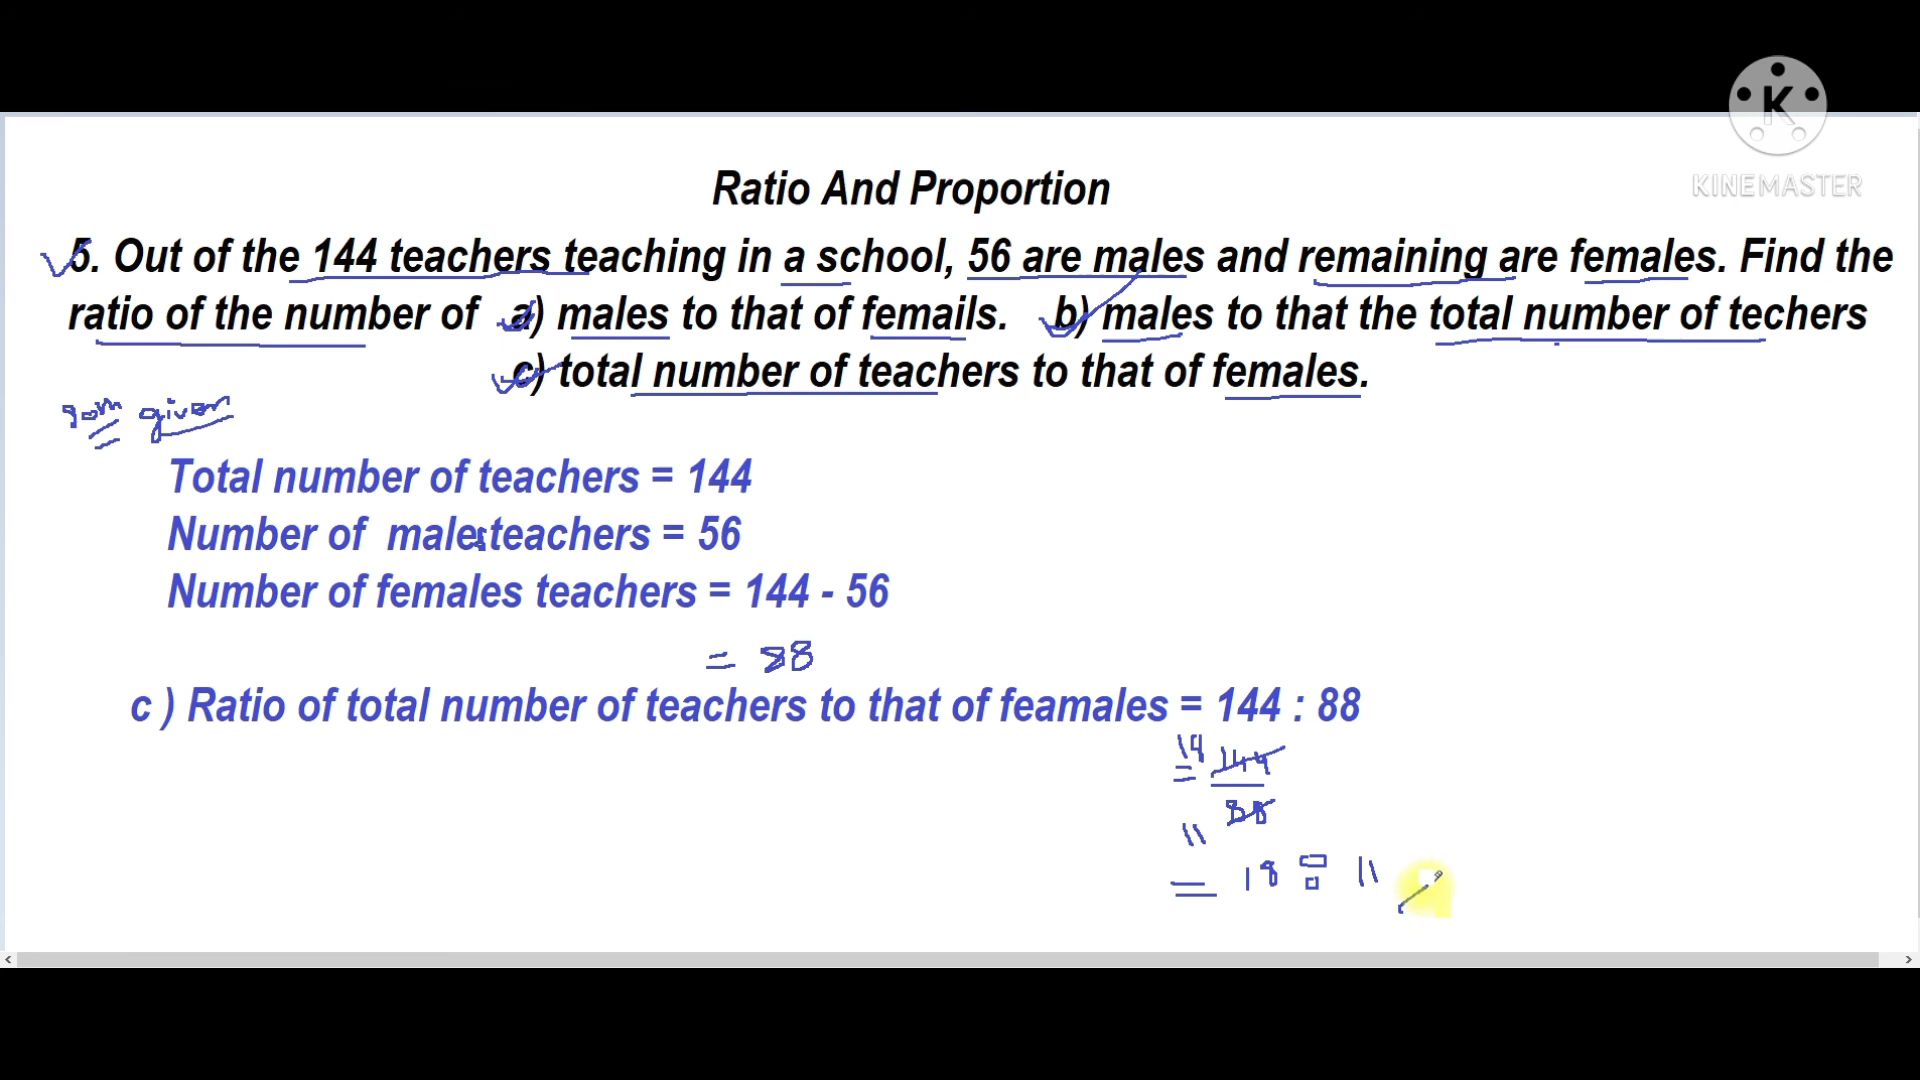 K
KINEMASTER
Ratio And Proportion
5. Out of the 144 teachers teaching in a school, 56 are males and remaining are females. Find the
ratio of the number of a) males to that of femails. b) males to that the total number of techers
c) total number of teachers to that of females.
given
Total number of teachers = 144
Number of male teachers = 56
Number of females teachers = 144 - 56
= 88
c ) Ratio of total number of teachers to that of feamales = 144 : 88
= 144
88
11
= 18 : 11